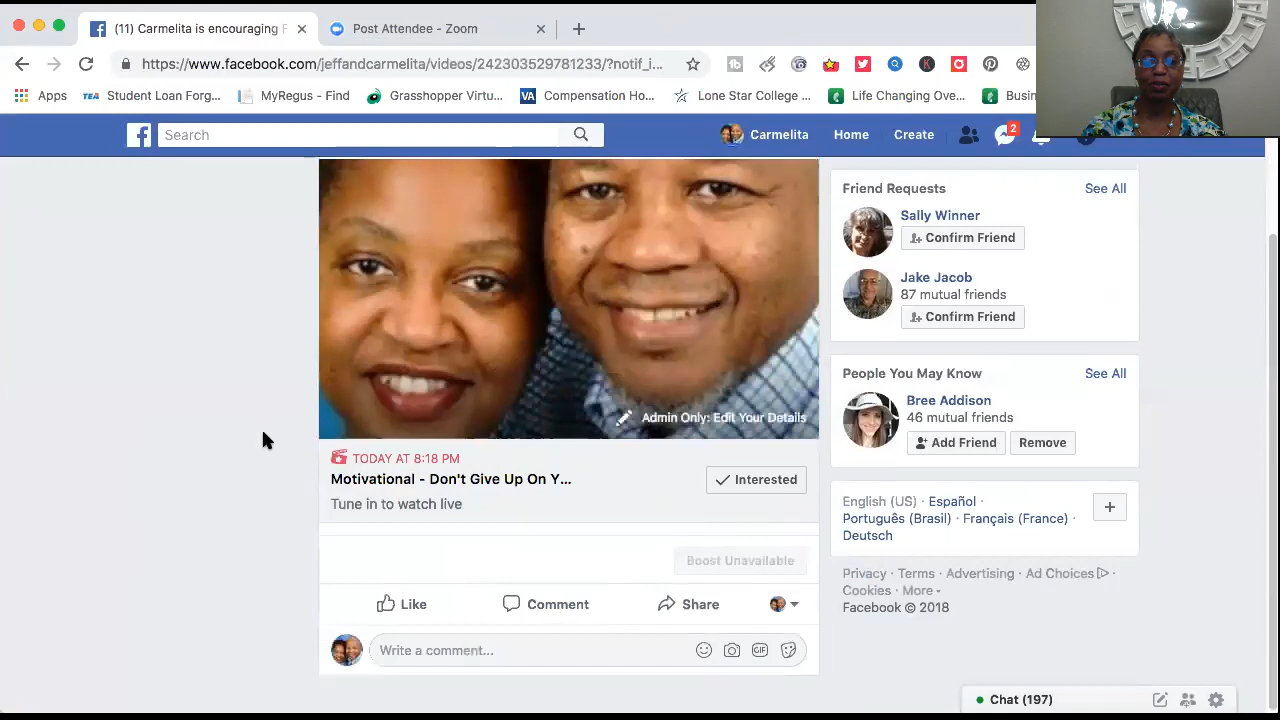 (11) Carmelita is encouraging F
Post Attendee - Zoom
https://www.facebook.com/jeffandcarmelita/videos/242303529781233/?notif_i...
Apps
TEA Student Loan Forg...
MyRegus - Find
Grasshopper Virtu...
VA Compensation Ho...
Lone Star College ...
Life Changing Ove...
Busin
Search
Carmelita
Home
Create
2
Friend Requests
See All
Sally Winner
Confirm Friend
Jake Jacob
87 mutual friends
Confirm Friend
People You May Know
See All
Bree Addison
46 mutual friends
Add Friend
Remove
Admin Only: Edit Your Details
TODAY AT 8:18 PM
Motivational - Don't Give Up On Y...
Tune in to watch live
Interested
Boost Unavailable
Like
Comment
Share
Write a comment...
GIF
English (US) · Español ·
Português (Brasil) · Français (France) ·
Deutsch
Privacy · Terms · Advertising · Ad Choices ·
Cookies · More
Facebook © 2018
Chat (197)